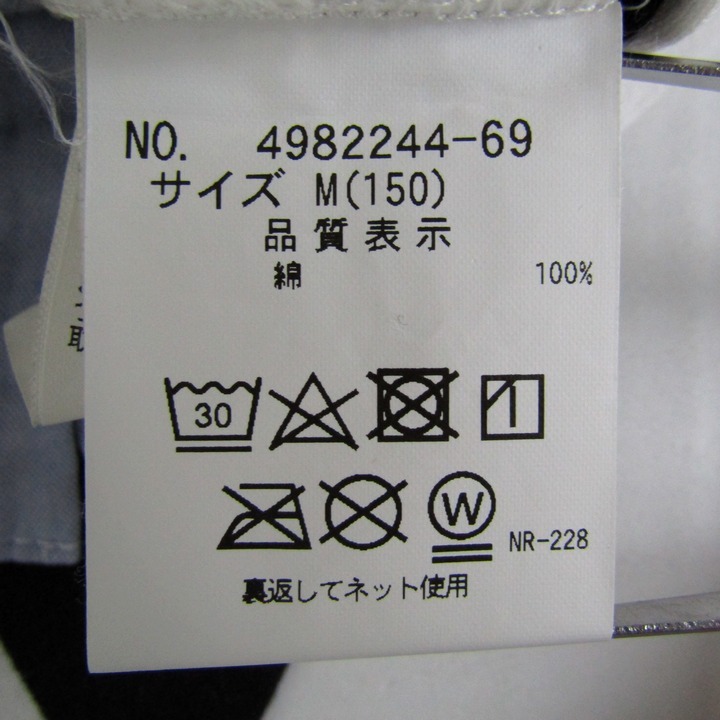 NO. 4982244-69
サイズ M(150)
品質表示
綿 100%
30
W
NR-228
裏返してネット使用